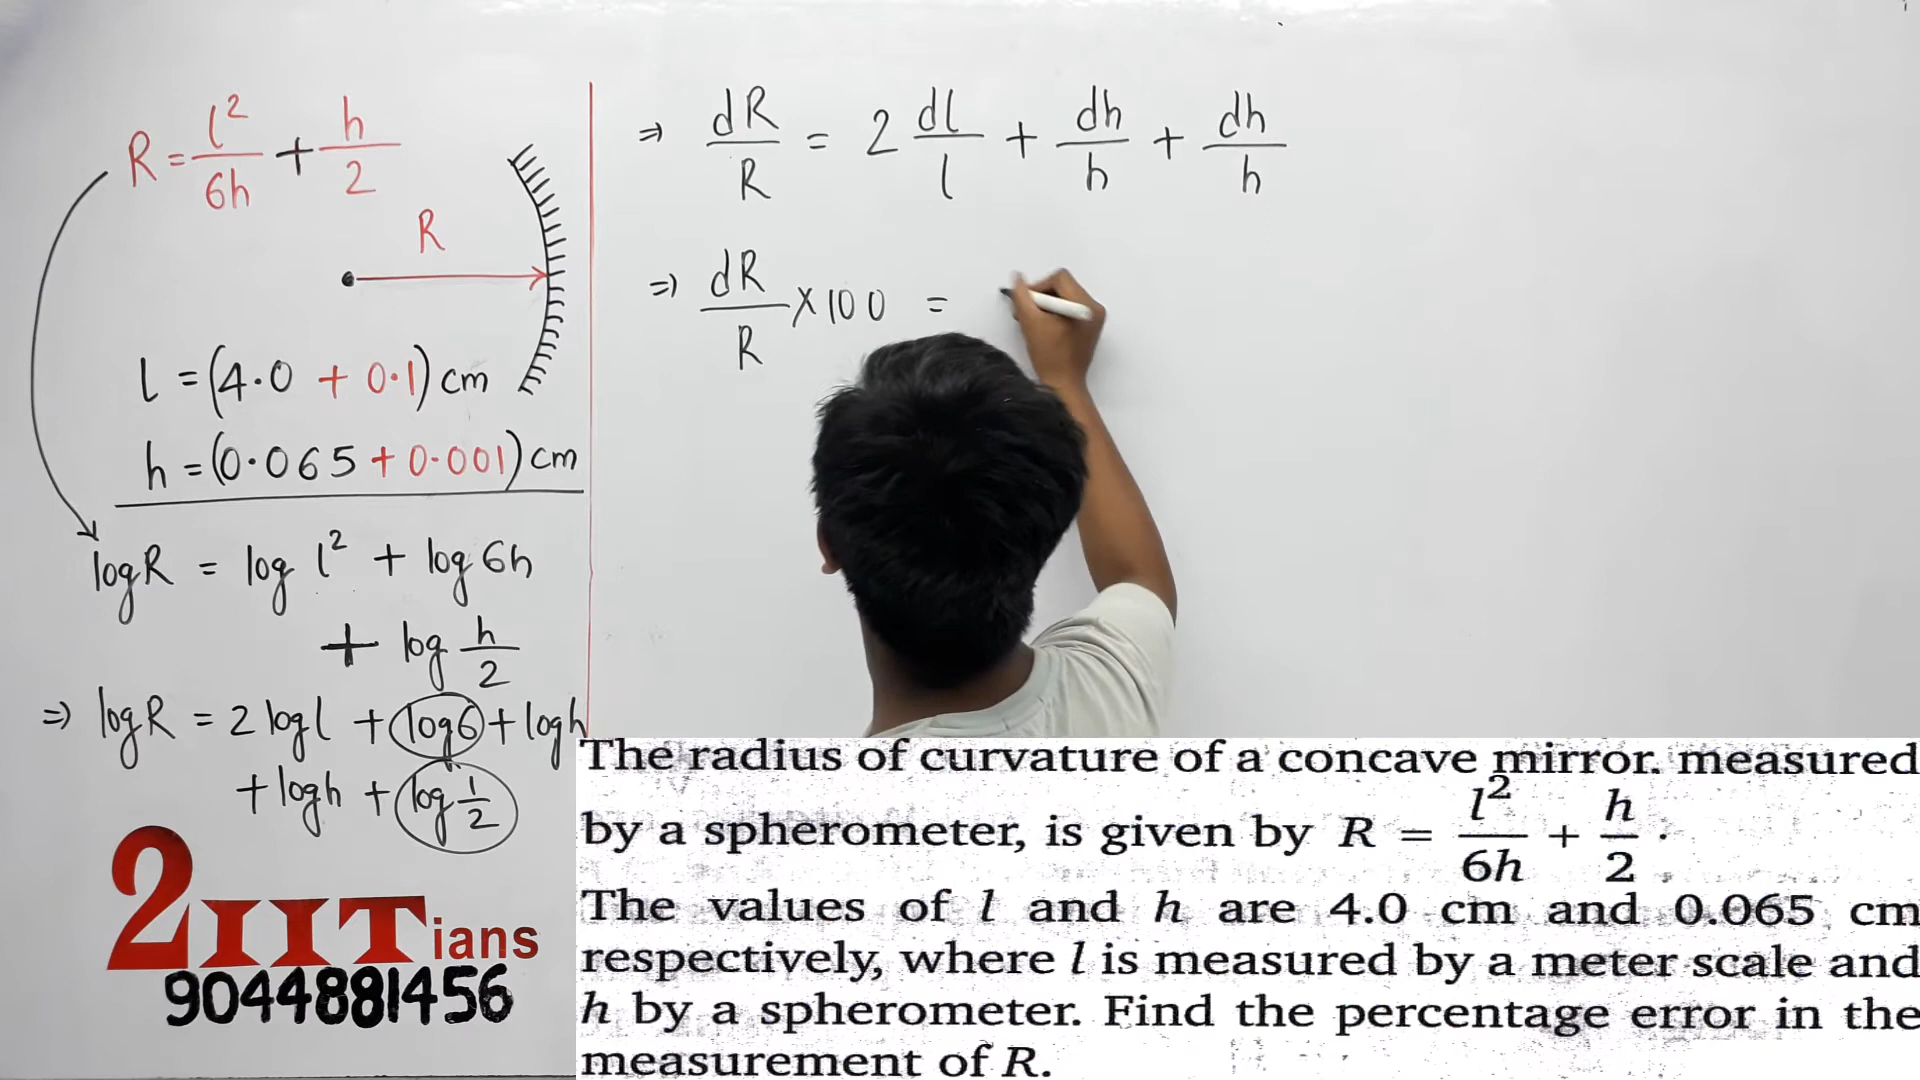 R = l²/6h + h/2
R
l = (4.0 + 0.1) cm
h = (0.065 + 0.001) cm
log R = log l² + log 6h
+ log h/2
⇒ log R = 2 log l + log 6 + log h
+ log h + log 1/2
⇒ dR/R = 2 dl/l + dh/h + dh/h
⇒ dR/R × 100 =
2IITians
9044881456
The radius of curvature of a concave mirror. measured
by a spherometer, is given by R = l²/6h + h/2 .
The values of l and h are 4.0 cm and 0.065 cm
respectively, where l is measured by a meter scale and
h by a spherometer. Find the percentage error in the
measurement of R.